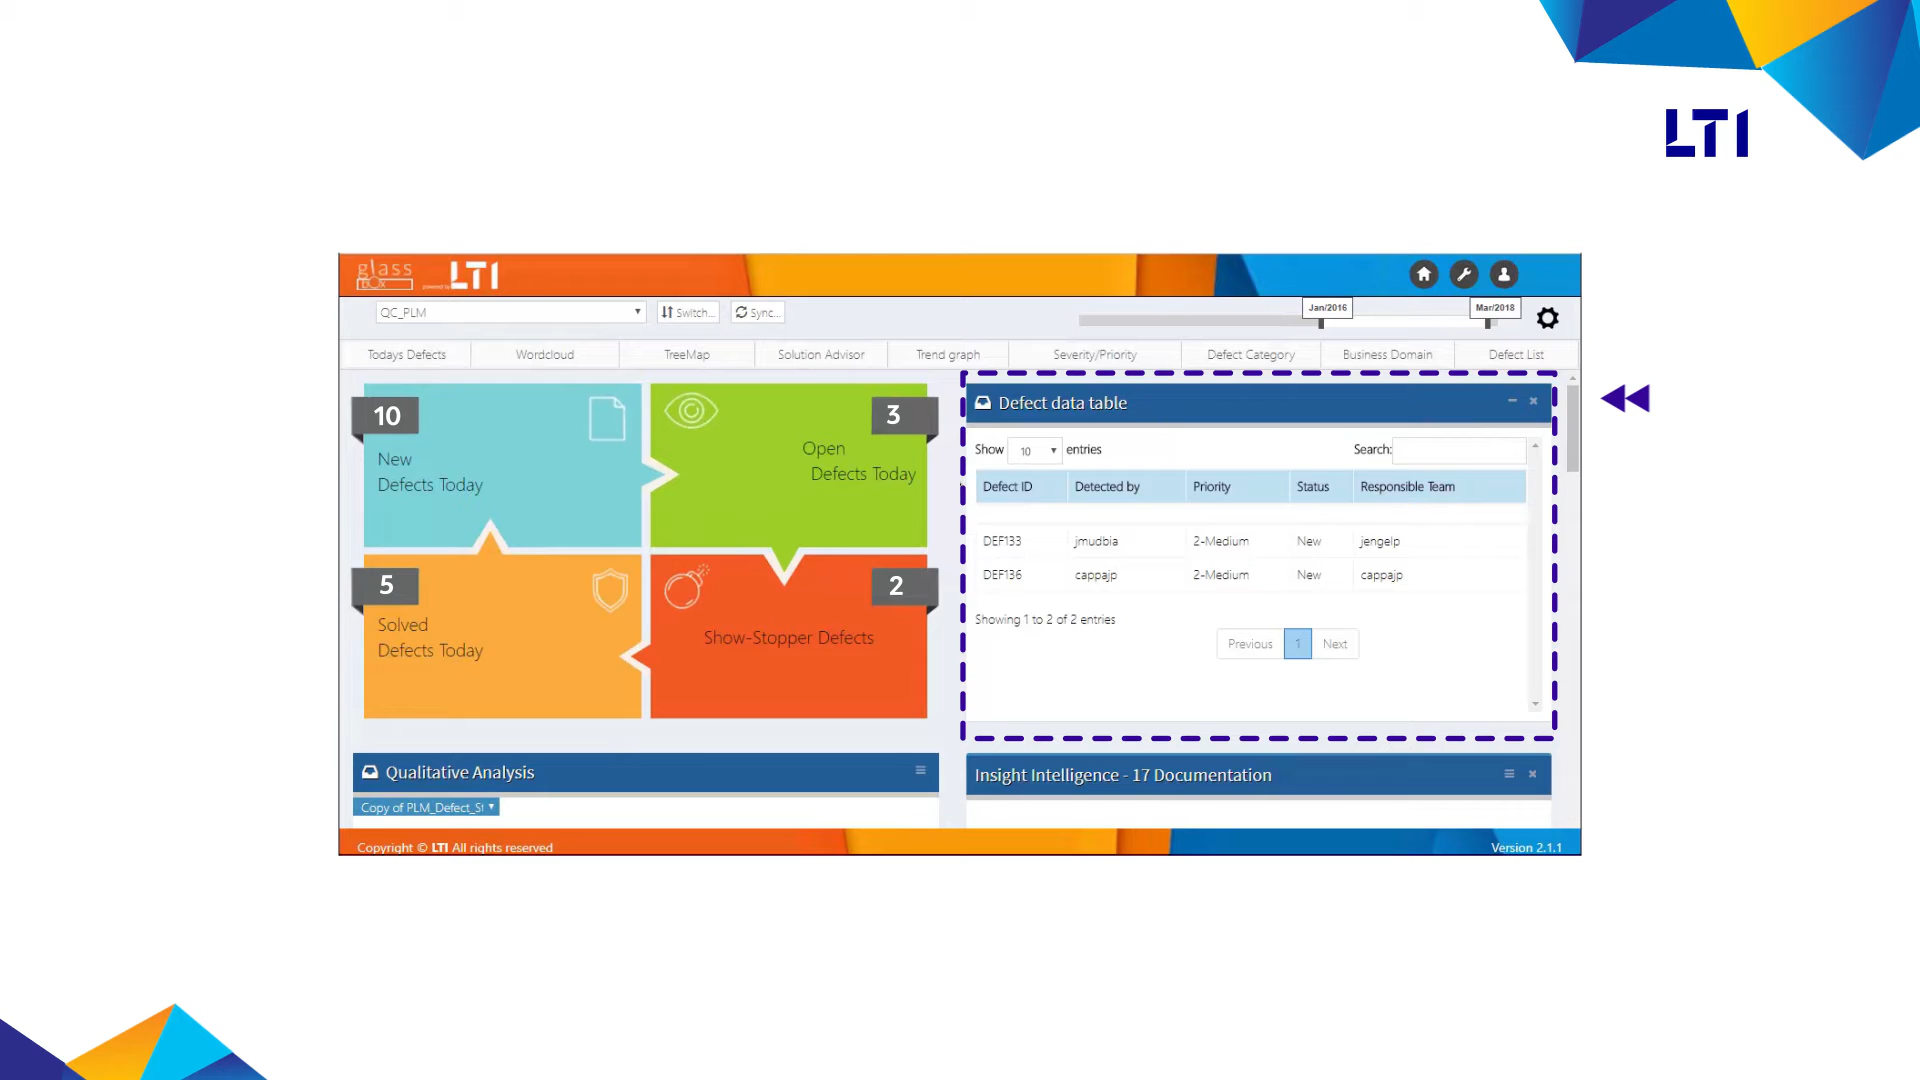 LTI
glass
box
powered by
LTI
QC_PLM
Switch...
Sync...
Jan/2016
Mar/2018
Todays Defects
Wordcloud
TreeMap
Solution Advisor
Trend graph
Severity/Priority
Defect Category
Business Domain
Defect List
10
New
Defects Today
3
Open
Defects Today
5
Solved
Defects Today
2
Show-Stopper Defects
Defect data table
Show 10 entries
Search:
Defect ID Detected by Priority Status Responsible Team
DEF133 jmudbia 2-Medium New jengelp
DEF136 cappajp 2-Medium New cappajp
Showing 1 to 2 of 2 entries
Previous 1 Next
Qualitative Analysis
Copy of PLM_Defect_St
Insight Intelligence - 17 Documentation
Copyright © LTI All rights reserved
Version 2.1.1